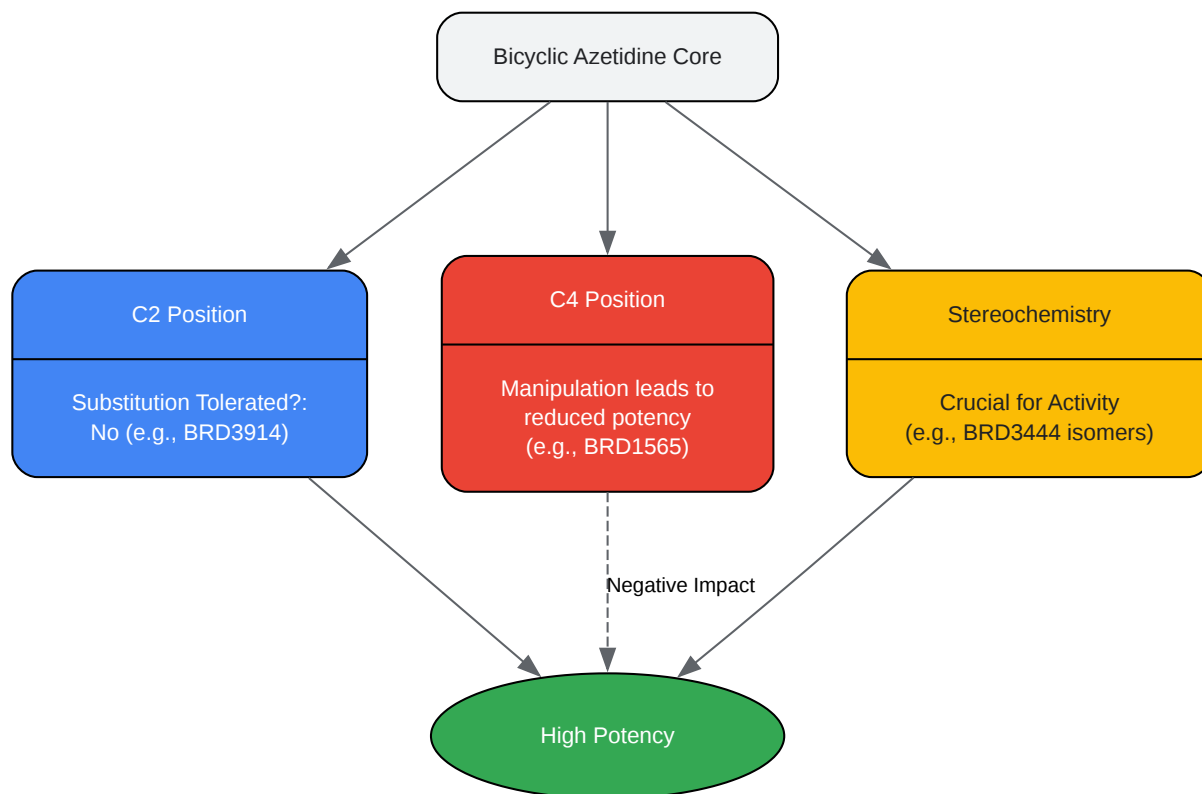 Bicyclic Azetidine Core
C2 Position
Substitution Tolerated?:
No (e.g., BRD3914)
C4 Position
Manipulation leads to
reduced potency
(e.g., BRD1565)
Stereochemistry
Crucial for Activity
(e.g., BRD3444 isomers)
Negative Impact
High Potency